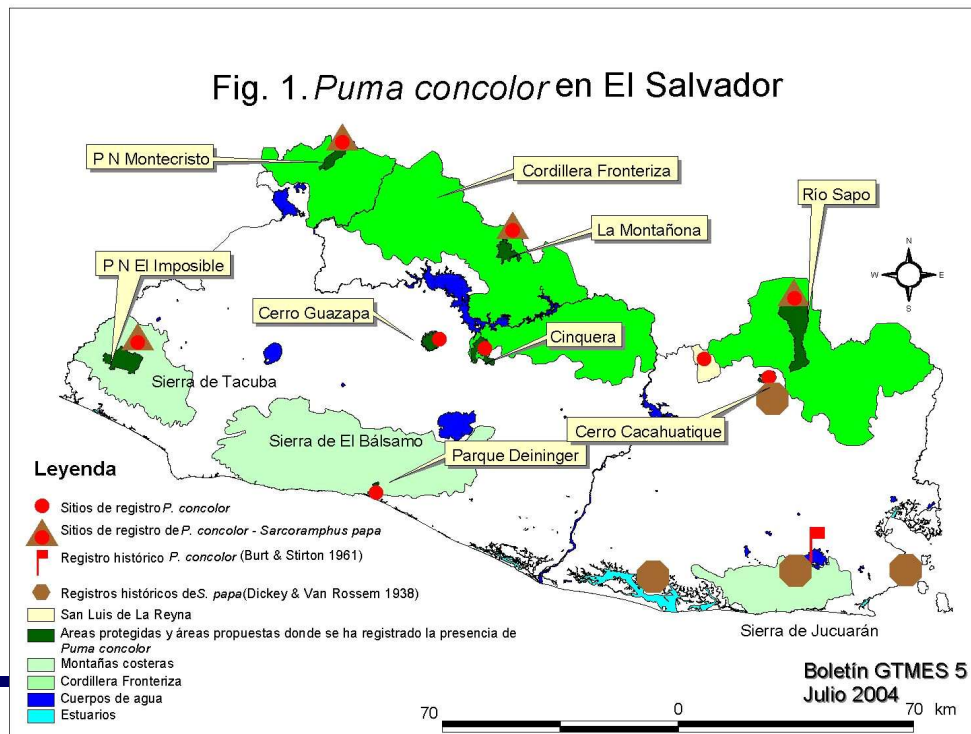 Fig. 1. Puma concolor en El Salvador
P N Montecristo
Cordillera Fronteriza
Río Sapo
La Montañona
P N El Imposible
N
W E
S
Cerro Guazapa
Cinquera
Sierra de Tacuba
Sierra de El Bálsamo
Cerro Cacahuatique
Parque Deininger
Leyenda
Sitios de registro P. concolor
Sitios de registro de P. concolor - Sarcoramphus papa
Registro histórico P. concolor (Burt & Stirton 1961)
Registros históricos de S. papa (Dickey & Van Rossem 1938)
San Luis de La Reyna
Areas protegidas y áreas propuestas donde se ha registrado la presencia de
Puma concolor
Montañas costeras
Cordillera Fronteriza
Cuerpos de agua
Estuarios
Sierra de Jucuarán
Boletín GTMES 5
Julio 2004
70 0 70 km